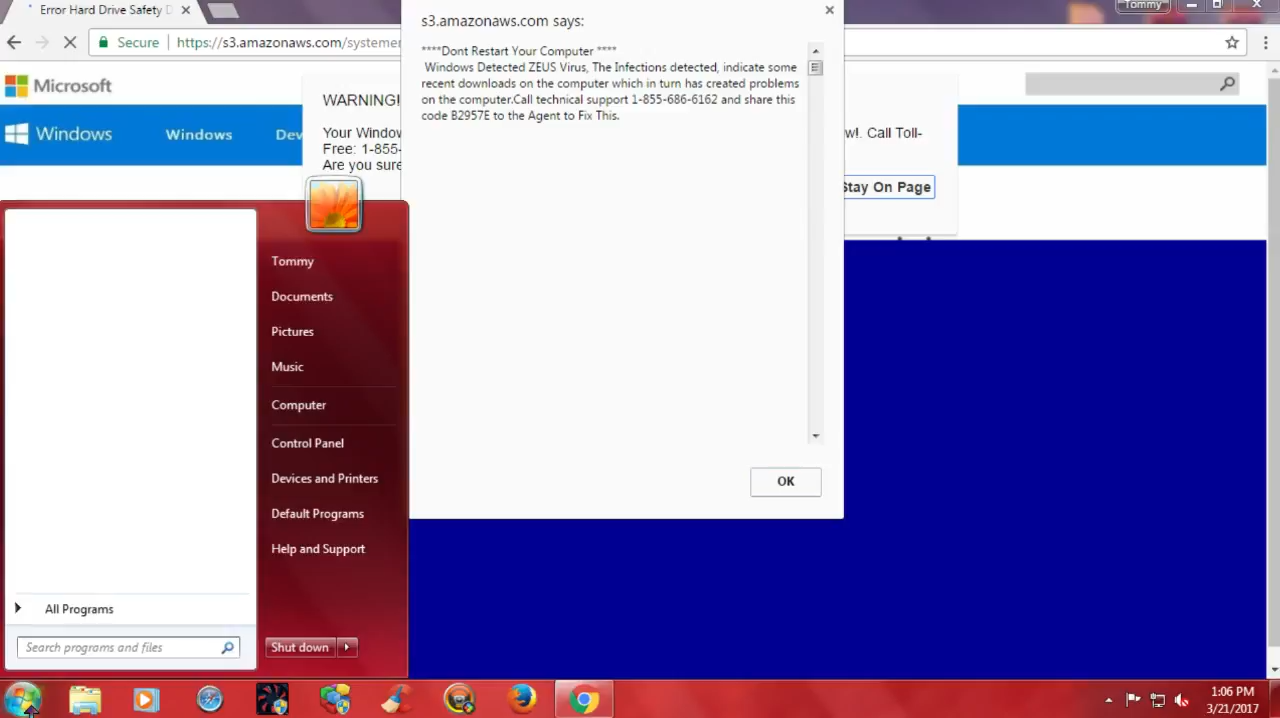 Error Hard Drive Safety D
Tommy
Secure
https://s3.amazonaws.com/systemer
s3.amazonaws.com says:
****Dont Restart Your Computer ****
Windows Detected ZEUS Virus, The Infections detected, indicate some
recent downloads on the computer which in turn has created problems
on the computer.Call technical support 1-855-686-6162 and share this
code B2957E to the Agent to Fix This.
OK
Microsoft
Windows
Windows
Dev
WARNING!
Your Window
w!. Call Toll-
Free: 1-855-
Are you sure
Stay On Page
Tommy
Documents
Pictures
Music
Computer
Control Panel
Devices and Printers
Default Programs
Help and Support
All Programs
Search programs and files
Shut down
1:06 PM
3/21/2017